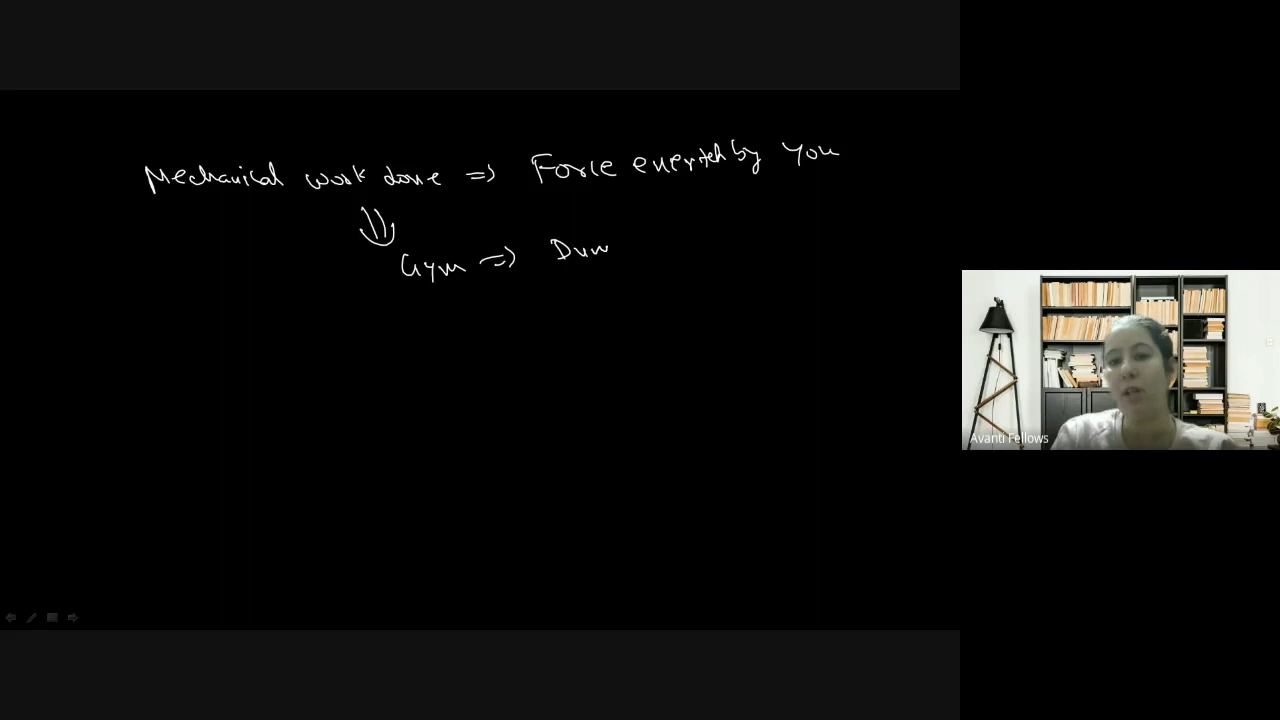 Mechanical work done => Force exerted by you
Gym => Dum
Avanti Fellows